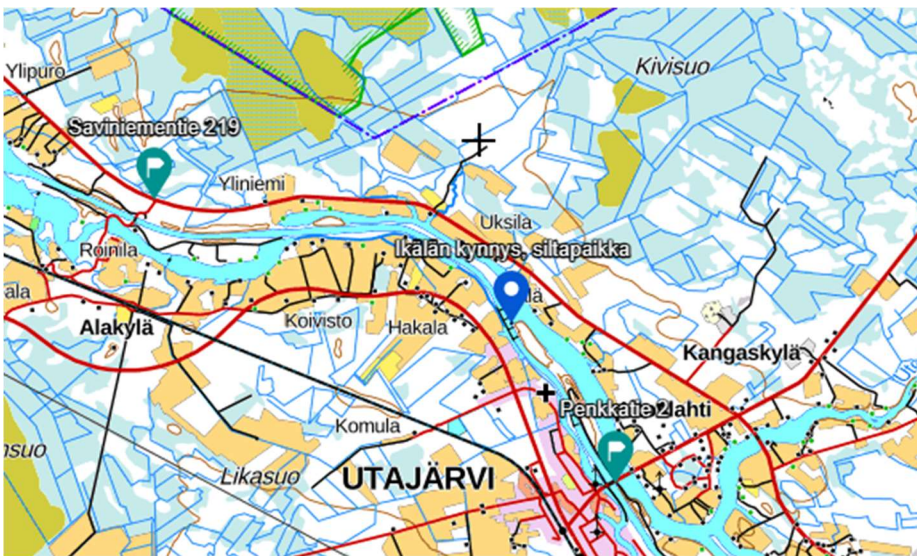 Kivisuo
Ylipuro
Saviniementie 219
Yliniemi
Uksila
Ikälän kynnys, siltapaikka
Roinila
Koivisto
Hakala
Alakylä
Kangaskylä
Penkkatie 2
lahti
Komula
Likasuo
UTAJÄRVI